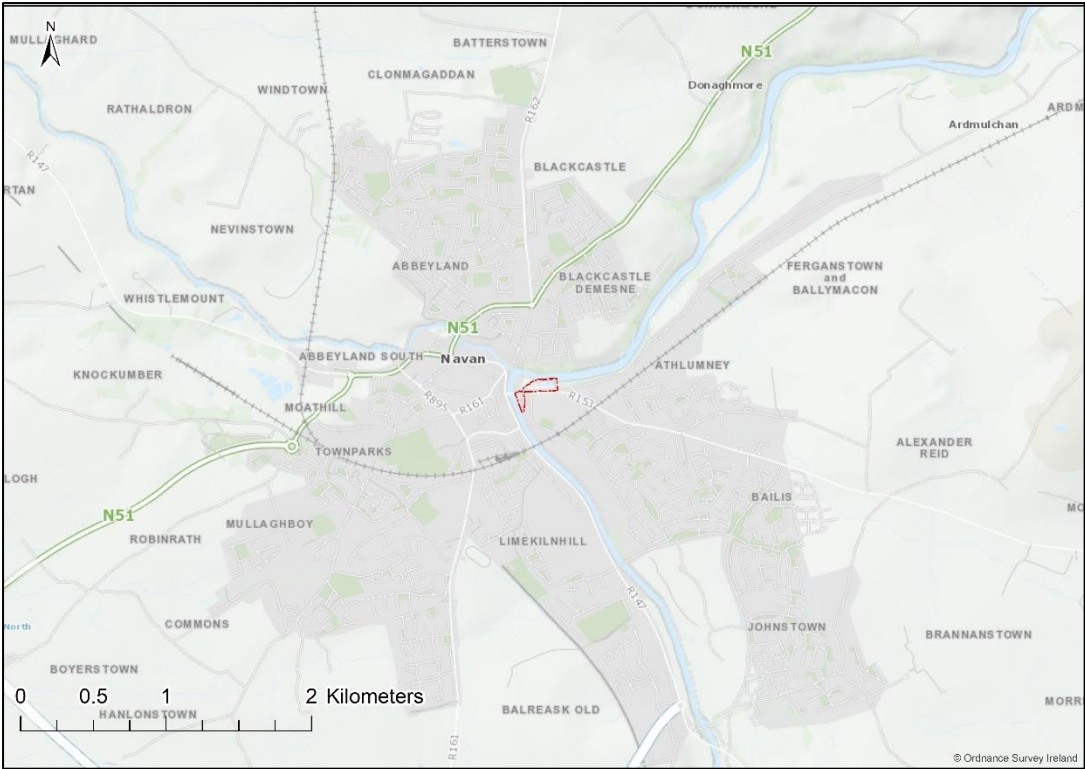 N
MULLAGHARD
BATTERSTOWN
N51
CLONMAGADDAN
Donaghmore
WINDTOWN
RATHALDRON
R162
Ardmulchan
R147
BLACKCASTLE
NEVINSTOWN
ABBEYLAND
BLACKCASTLE
DEMESNE
FERGANSTOWN
and
BALLYMACON
WHISTLEMOUNT
N51
ABBEYLAND SOUTH
Navan
ATHLUMNEY
KNOCKUMBER
R895
R161
R153
MOATHILL
TOWNPARKS
ALEXANDER
REID
LOGH
BAILIS
N51
MULLAGHBOY
ROBINRATH
LIMEKILNHILL
R147
North
COMMONS
JOHNSTOWN
BRANNANSTOWN
BOYERSTOWN
0 0.5 1 2 Kilometers
HANLONSTOWN
BALREASK OLD
MORR
R161
© Ordnance Survey Ireland